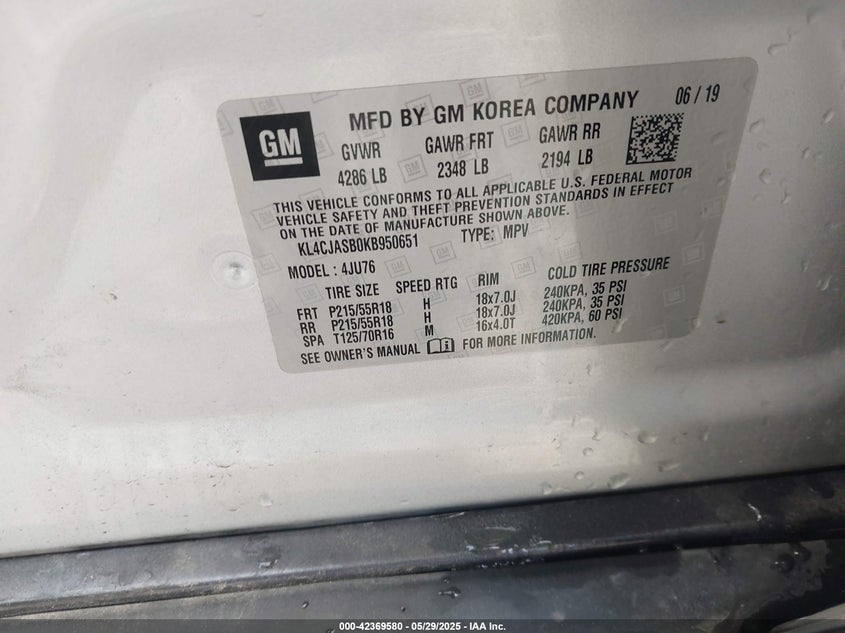 GM
MFD BY GM KOREA COMPANY 06 / 19
GVWR GAWR FRT GAWR RR
4286 LB 2348 LB 2194 LB
THIS VEHICLE CONFORMS TO ALL APPLICABLE U.S. FEDERAL MOTOR
VEHICLE SAFETY AND THEFT PREVENTION STANDARDS IN EFFECT
ON THE DATE OF MANUFACTURE SHOWN ABOVE.
KL4CJASB0KB950651 TYPE: MPV
MODEL : 4JU76
TIRE SIZE SPEED RTG RIM COLD TIRE PRESSURE
FRT P215/55R18 H 18x7.0J 240KPA, 35 PSI
RR P215/55R18 H 18x7.0J 240KPA, 35 PSI
SPA T125/70R16 M 16x4.0T 420KPA, 60 PSI
SEE OWNER'S MANUAL FOR MORE INFORMATION.
000-42369580 - 05/29/2025 - IAA Inc.